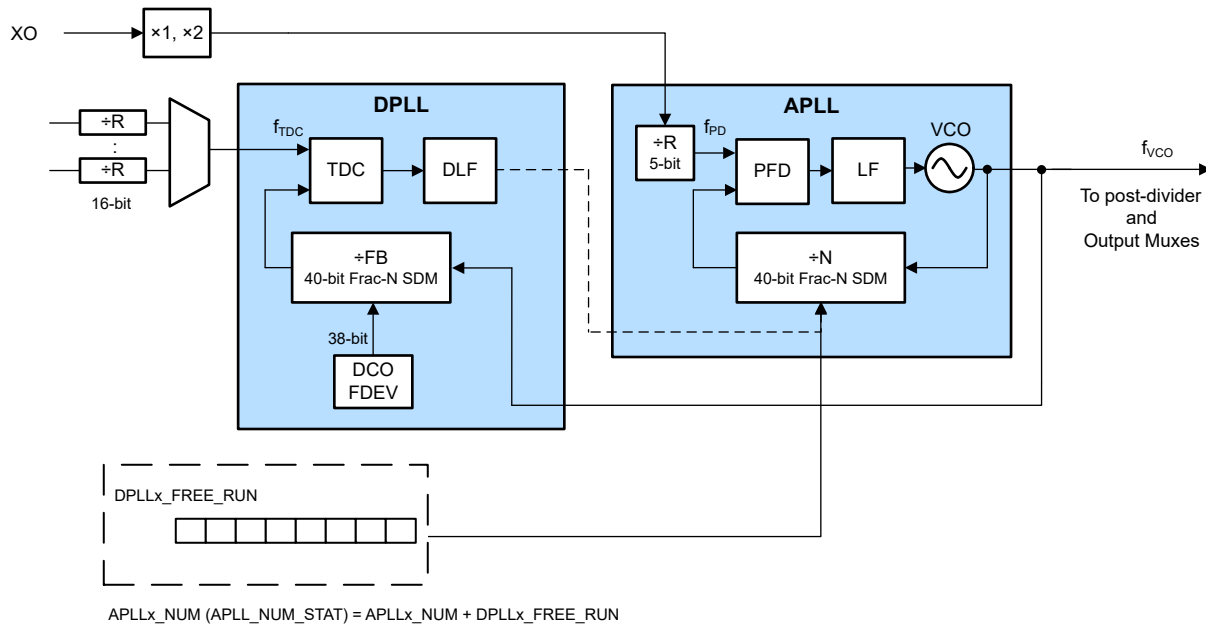 XO
×1, ×2
÷R
:
÷R
16-bit
DPLL
fTDC
TDC
DLF
÷FB
40-bit Frac-N SDM
38-bit
DCO
FDEV
APLL
÷R
5-bit
fPD
PFD
LF
VCO
÷N
40-bit Frac-N SDM
fVCO
To post-divider
and
Output Muxes
DPLLx_FREE_RUN
APLLx_NUM (APLL_NUM_STAT) = APLLx_NUM + DPLLx_FREE_RUN